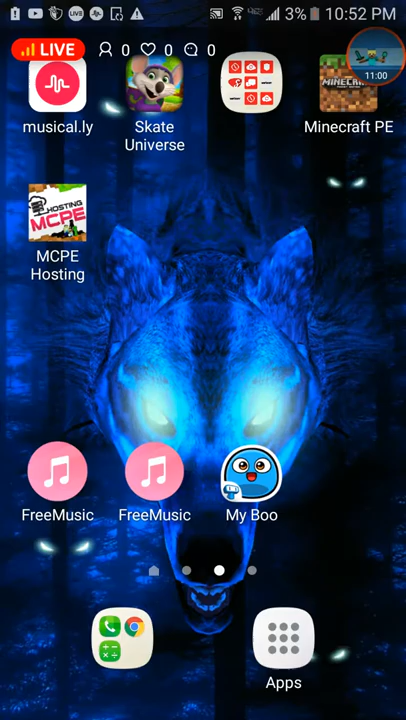 3% 10:52 PM
LIVE 0 0 0
11:00
musical.ly
Skate
Universe
MINECRAFT
Minecraft PE
HOSTING
MCPE
MCPE
Hosting
FreeMusic
FreeMusic
My Boo
Apps